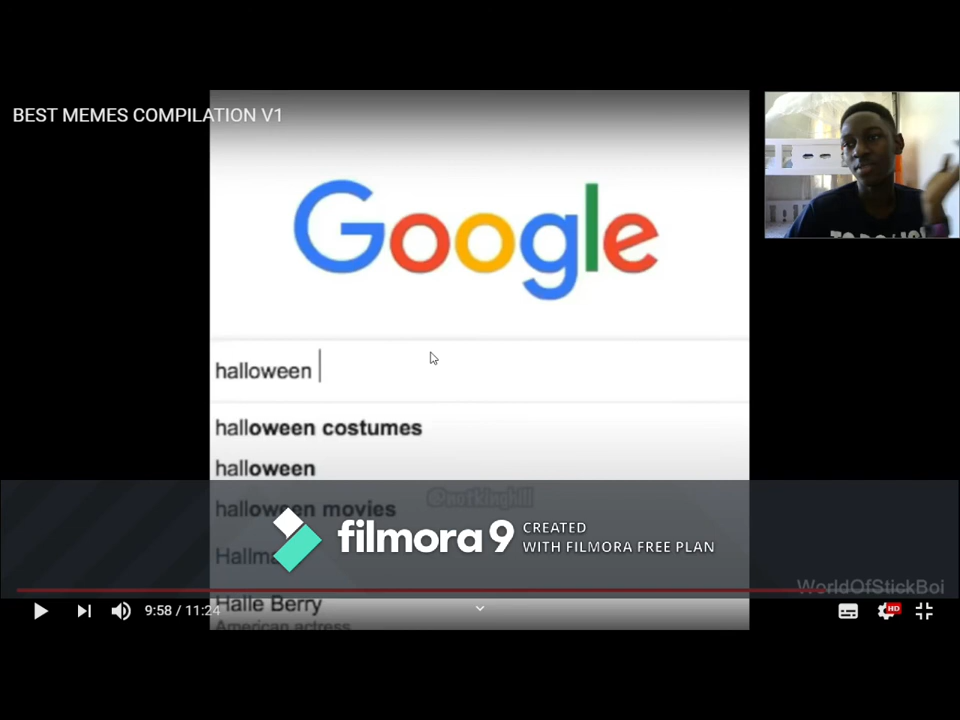 BEST MEMES COMPILATION V1
Google
halloween
halloween costumes
halloween
halloween movies
@notkinghill
filmora 9 CREATED
WITH FILMORA FREE PLAN
WorldOfStickBoi
Halle Berry
American actress
9:58 / 11:24
HD